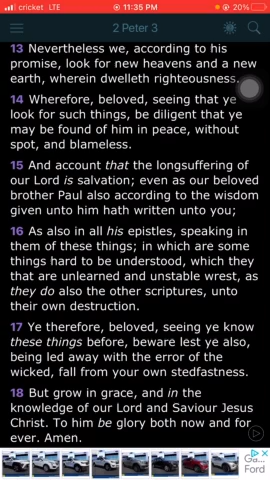 cricket LTE 11:35 PM 20%
2 Peter 3
13 Nevertheless we, according to his
promise, look for new heavens and a new
earth, wherein dwelleth righteousness.
14 Wherefore, beloved, seeing that ye
look for such things, be diligent that ye
may be found of him in peace, without
spot, and blameless.
15 And account that the longsuffering of
our Lord is salvation; even as our beloved
brother Paul also according to the wisdom
given unto him hath written unto you;
16 As also in all his epistles, speaking in
them of these things; in which are some
things hard to be understood, which they
that are unlearned and unstable wrest, as
they do also the other scriptures, unto
their own destruction.
17 Ye therefore, beloved, seeing ye know
these things before, beware lest ye also,
being led away with the error of the
wicked, fall from your own stedfastness.
18 But grow in grace, and in the
knowledge of our Lord and Saviour Jesus
Christ. To him be glory both now and for
ever. Amen.
Ga...
Ford